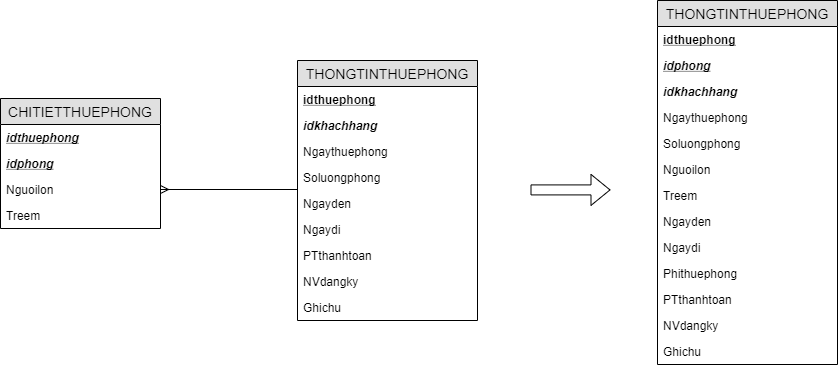 CHITIETTHUEPHONG
idthuephong
idphong
Nguoilon
Treem
THONGTINTHUEPHONG
idthuephong
idkhachhang
Ngaythuephong
Soluongphong
Ngayden
Ngaydi
PTthanhtoan
NVdangky
Ghichu
THONGTINTHUEPHONG
idthuephong
idphong
idkhachhang
Ngaythuephong
Soluongphong
Nguoilon
Treem
Ngayden
Ngaydi
Phithuephong
PTthanhtoan
NVdangky
Ghichu